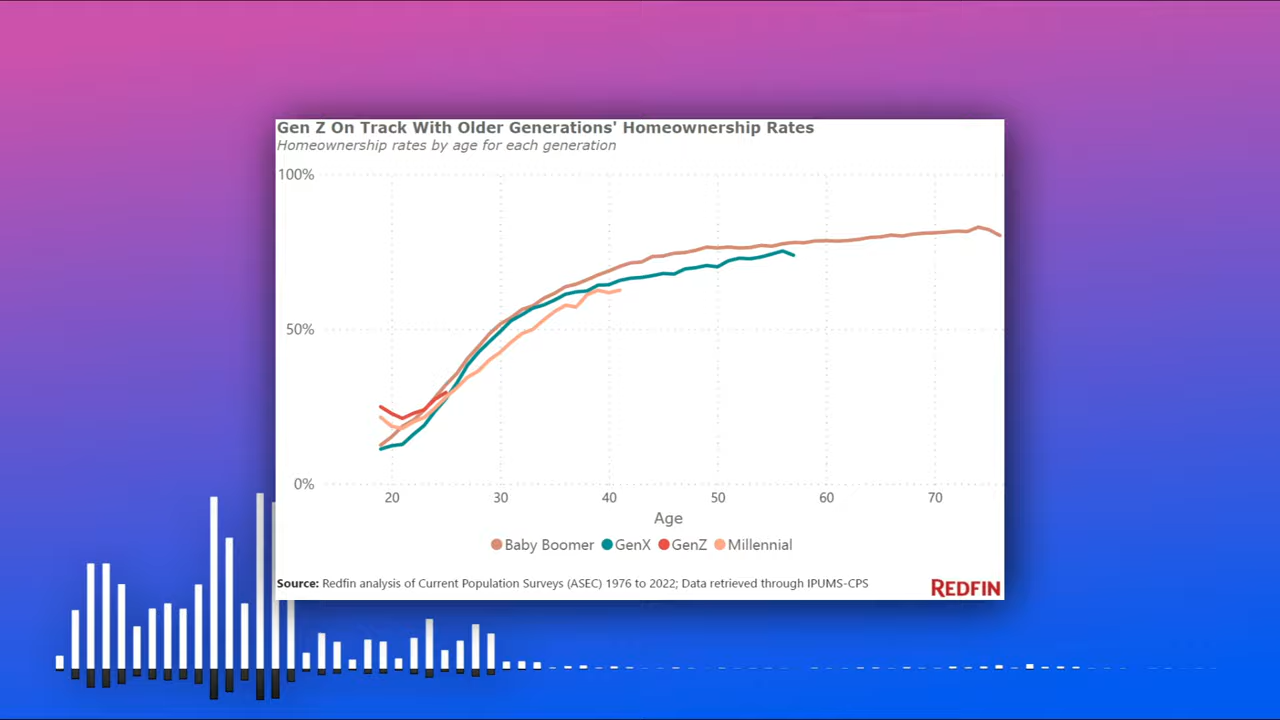 Gen Z On Track With Older Generations' Homeownership Rates
Homeownership rates by age for each generation
100%
50%
0%
20 30 40 50 60 70
Age
Baby Boomer GenX GenZ Millennial
Source: Redfin analysis of Current Population Surveys (ASEC) 1976 to 2022; Data retrieved through IPUMS-CPS
REDFIN